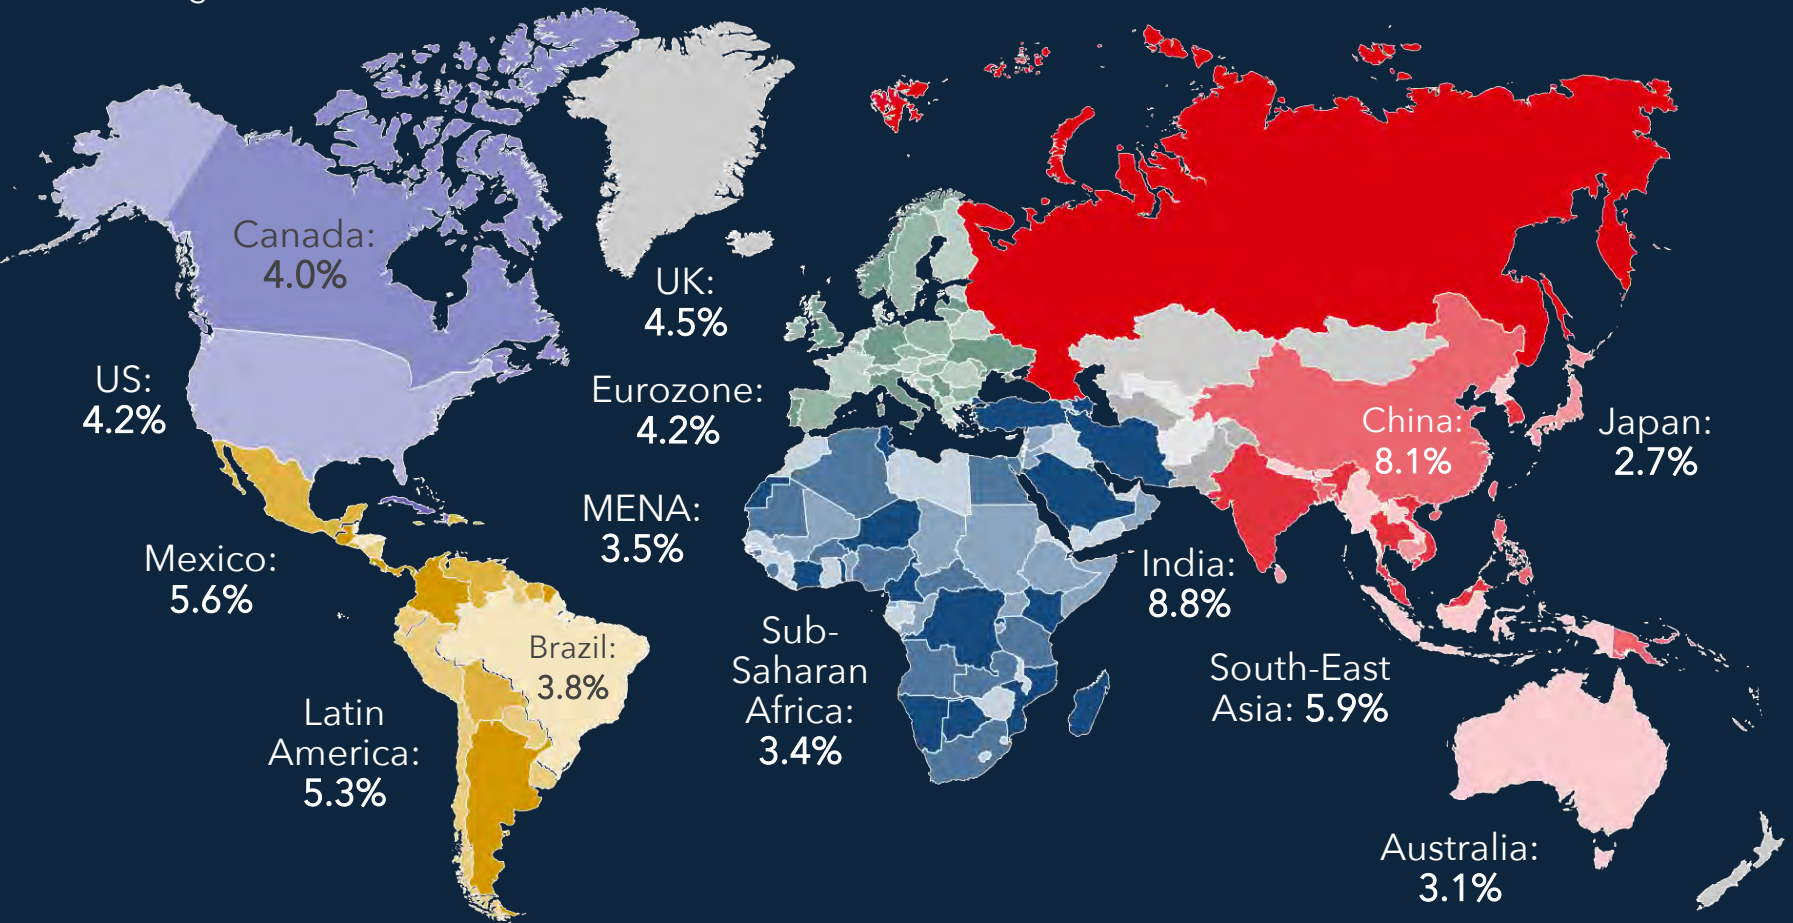 Canada:
4.0%
UK:
4.5%
US:
4.2%
Eurozone:
4.2%
China:
8.1%
Japan:
2.7%
MENA:
3.5%
Mexico:
5.6%
India:
8.8%
Brazil:
3.8%
Sub-
Saharan
Africa:
3.4%
South-East
Asia: 5.9%
Latin
America:
5.3%
Australia:
3.1%